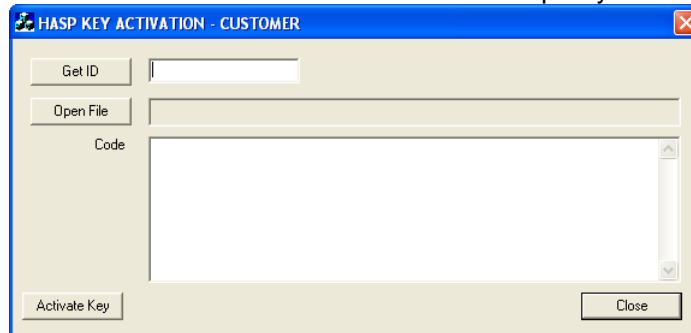 HASP KEY ACTIVATION - CUSTOMER
Get ID
Open File
Code
Activate Key
Close